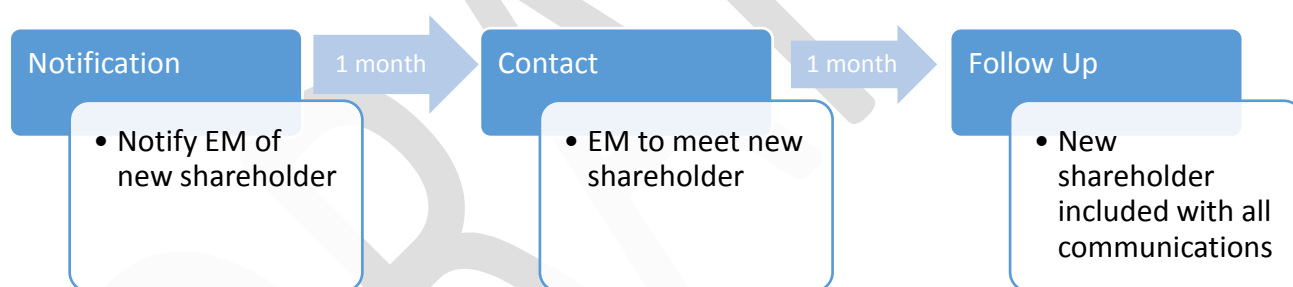 Notification
1 month
Contact
1 month
Follow Up
• Notify EM of
new shareholder
• EM to meet new
shareholder
• New
shareholder
included with all
communications